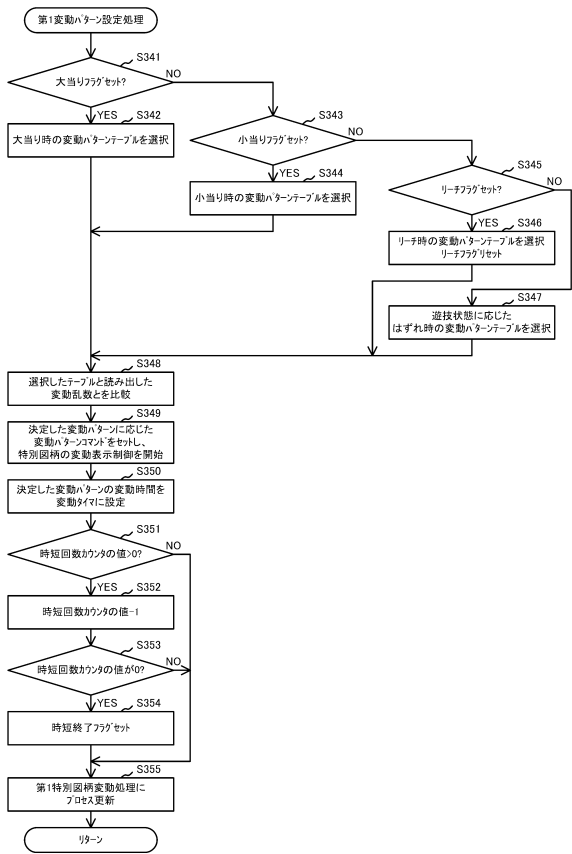 第1変動ﾊﾟﾀｰﾝ設定処理
S341
大当りﾌﾗｸﾞｾｯﾄ?
NO
YES
S342
大当り時の変動ﾊﾟﾀｰﾝﾃｰﾌﾞﾙを選択
S343
小当りﾌﾗｸﾞｾｯﾄ?
NO
YES
S344
小当り時の変動ﾊﾟﾀｰﾝﾃｰﾌﾞﾙを選択
S345
ﾘｰﾁﾌﾗｸﾞｾｯﾄ?
NO
YES
S346
ﾘｰﾁ時の変動ﾊﾟﾀｰﾝﾃｰﾌﾞﾙを選択
ﾘｰﾁﾌﾗｸﾞﾘｾｯﾄ
S347
遊技状態に応じた
はずれ時の変動ﾊﾟﾀｰﾝﾃｰﾌﾞﾙを選択
S348
選択したﾃｰﾌﾞﾙと読み出した
変動乱数とを比較
S349
決定した変動ﾊﾟﾀｰﾝに応じた
変動ﾊﾟﾀｰﾝｺﾏﾝﾄﾞをｾｯﾄし、
特別図柄の変動表示制御を開始
S350
決定した変動ﾊﾟﾀｰﾝの変動時間を
変動ﾀｲﾏに設定
S351
時短回数ｶｳﾝﾀの値>0?
NO
YES
S352
時短回数ｶｳﾝﾀの値-1
S353
時短回数ｶｳﾝﾀの値が0?
NO
YES
S354
時短終了ﾌﾗｸﾞｾｯﾄ
S355
第1特別図柄変動処理に
ﾌﾟﾛｾｽ更新
ﾘﾀｰﾝ